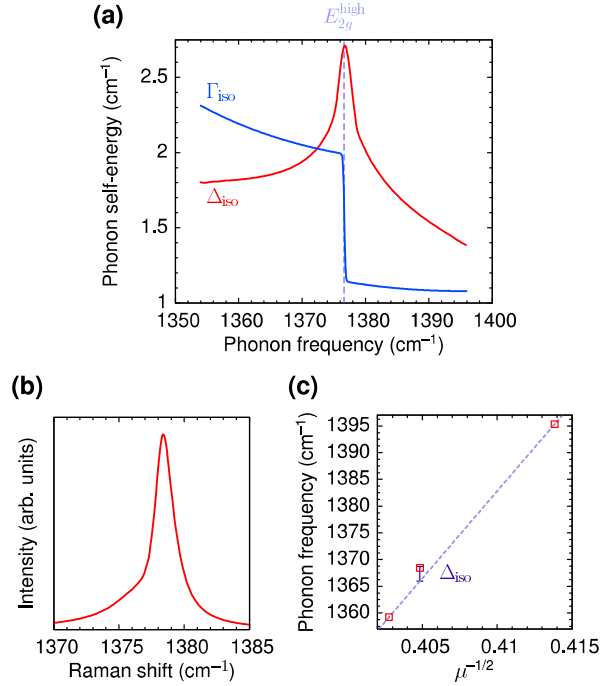 (a)
E_{2g}^{high}
Phonon self-energy (cm⁻¹)
2.5
2
1.5
1
Γ_iso
Δ_iso
1350 1360 1370 1380 1390 1400
Phonon frequency (cm⁻¹)
(b)
Intensity (arb. units)
1370 1375 1380 1385
Raman shift (cm⁻¹)
(c)
Phonon frequency (cm⁻¹)
1395
1390
1385
1380
1375
1370
1365
1360
Δ_iso
0.405 0.41 0.415
μ^{-1/2}